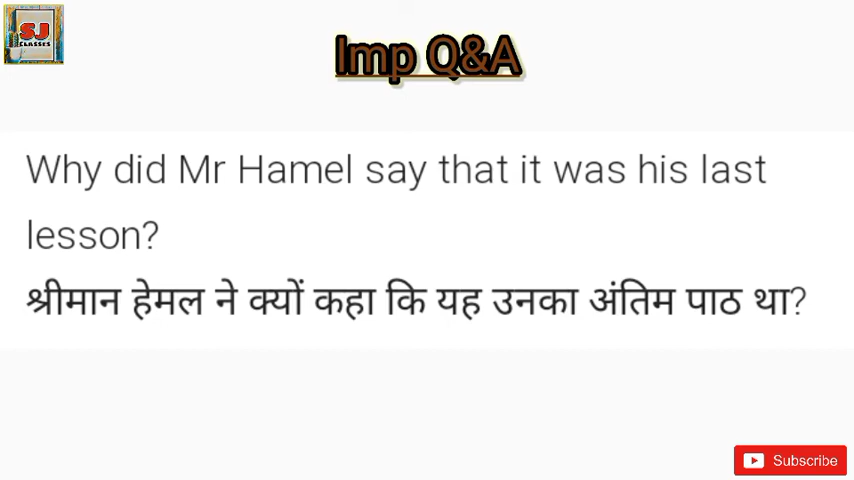 SJ
CLASSES
Imp Q&A
Why did Mr Hamel say that it was his last
lesson?
श्रीमान हेमल ने क्यों कहा कि यह उनका अंतिम पाठ था?
Subscribe